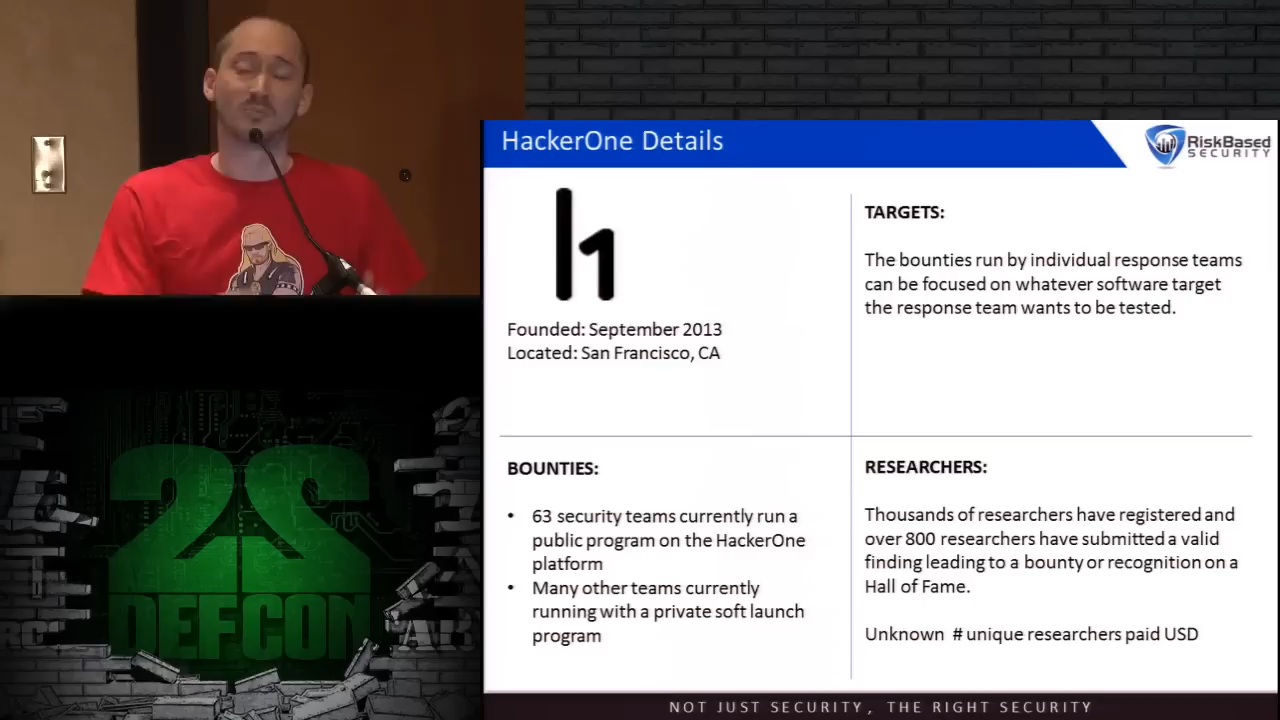 HackerOne Details
RiskBased
SECURITY
h1
Founded: September 2013
Located: San Francisco, CA
TARGETS:
The bounties run by individual response teams
can be focused on whatever software target
the response team wants to be tested.
BOUNTIES:
• 63 security teams currently run a
public program on the HackerOne
platform
• Many other teams currently
running with a private soft launch
program
RESEARCHERS:
Thousands of researchers have registered and
over 800 researchers have submitted a valid
finding leading to a bounty or recognition on a
Hall of Fame.
Unknown # unique researchers paid USD
22
DEFCON
NOT JUST SECURITY, THE RIGHT SECURITY